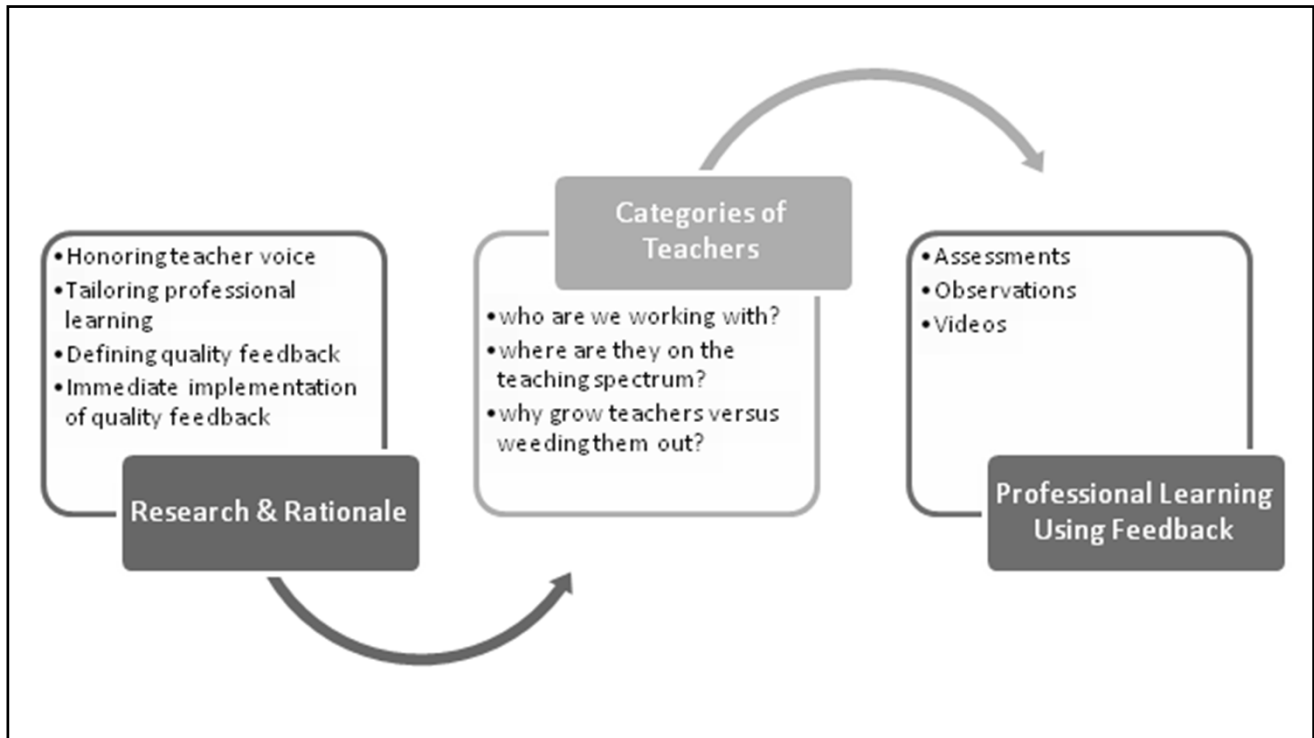 •Honoring teacher voice
•Tailoring professional
learning
•Defining quality feedback
•Immediate implementation
of quality feedback
Research & Rationale
Categories of
Teachers
•who are we working with?
•where are they on the
teaching spectrum?
•why grow teachers versus
weeding them out?
•Assessments
•Observations
•Videos
Professional Learning
Using Feedback